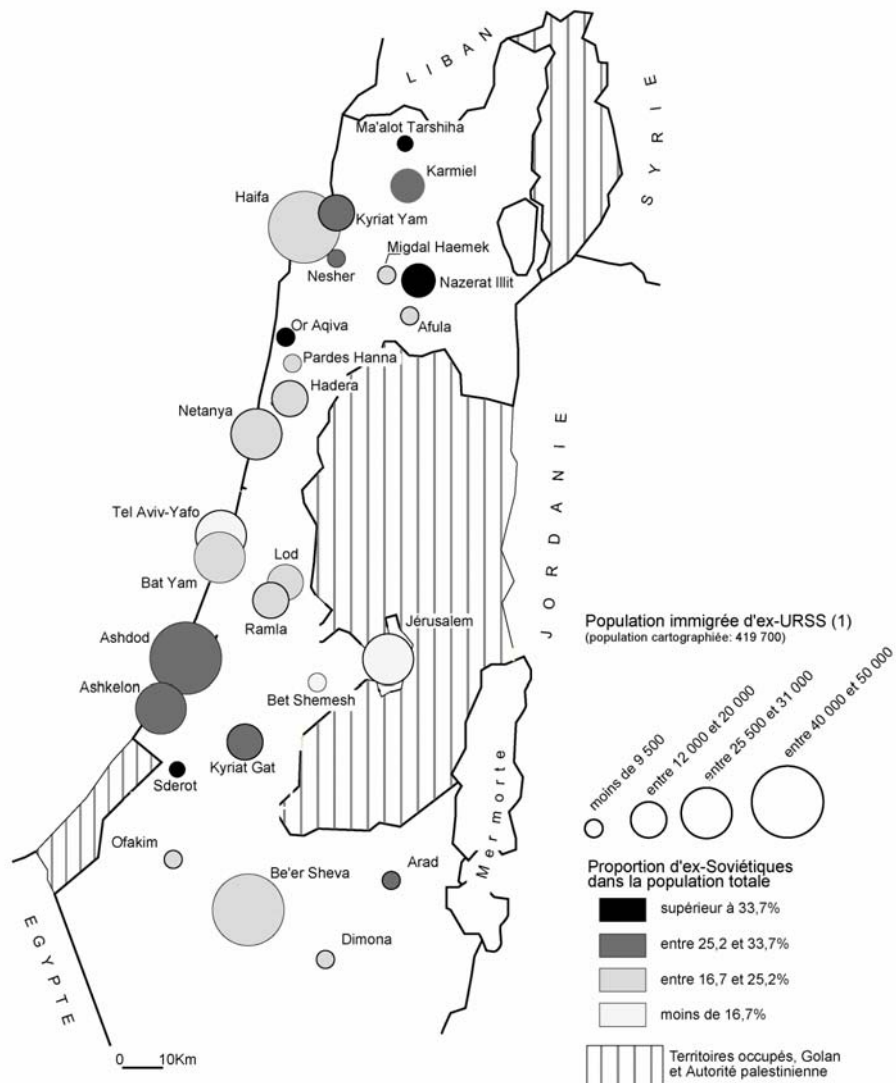 LIBAN
SYRIE
Ma'alot Tarshiha
Karmiel
Haifa
Kyriat Yam
Migdal Haemek
Nesher
Nazerat Illit
Or Aqiva
Afula
Pardes Hanna
Hadera
Netanya
JORDANIE
Tel Aviv-Yafo
Lod
Bat Yam
Ramla
Jérusalem
Ashdod
Bet Shemesh
Ashkelon
Kyriat Gat
Sderot
Mer morte
Ofakim
Be'er Sheva
Arad
Dimona
EGYPTE
0 10Km
Population immigrée d'ex-URSS (1)
(population cartographiée: 419 700)
moins de 9 500
entre 12 000 et 20 000
entre 25 500 et 31 000
entre 40 000 et 50 000
Proportion d'ex-Soviétiques
dans la population totale
supérieur à 33,7%
entre 25,2 et 33,7%
entre 16,7 et 25,2%
moins de 16,7%
Territoires occupés, Golan
et Autorité palestinienne